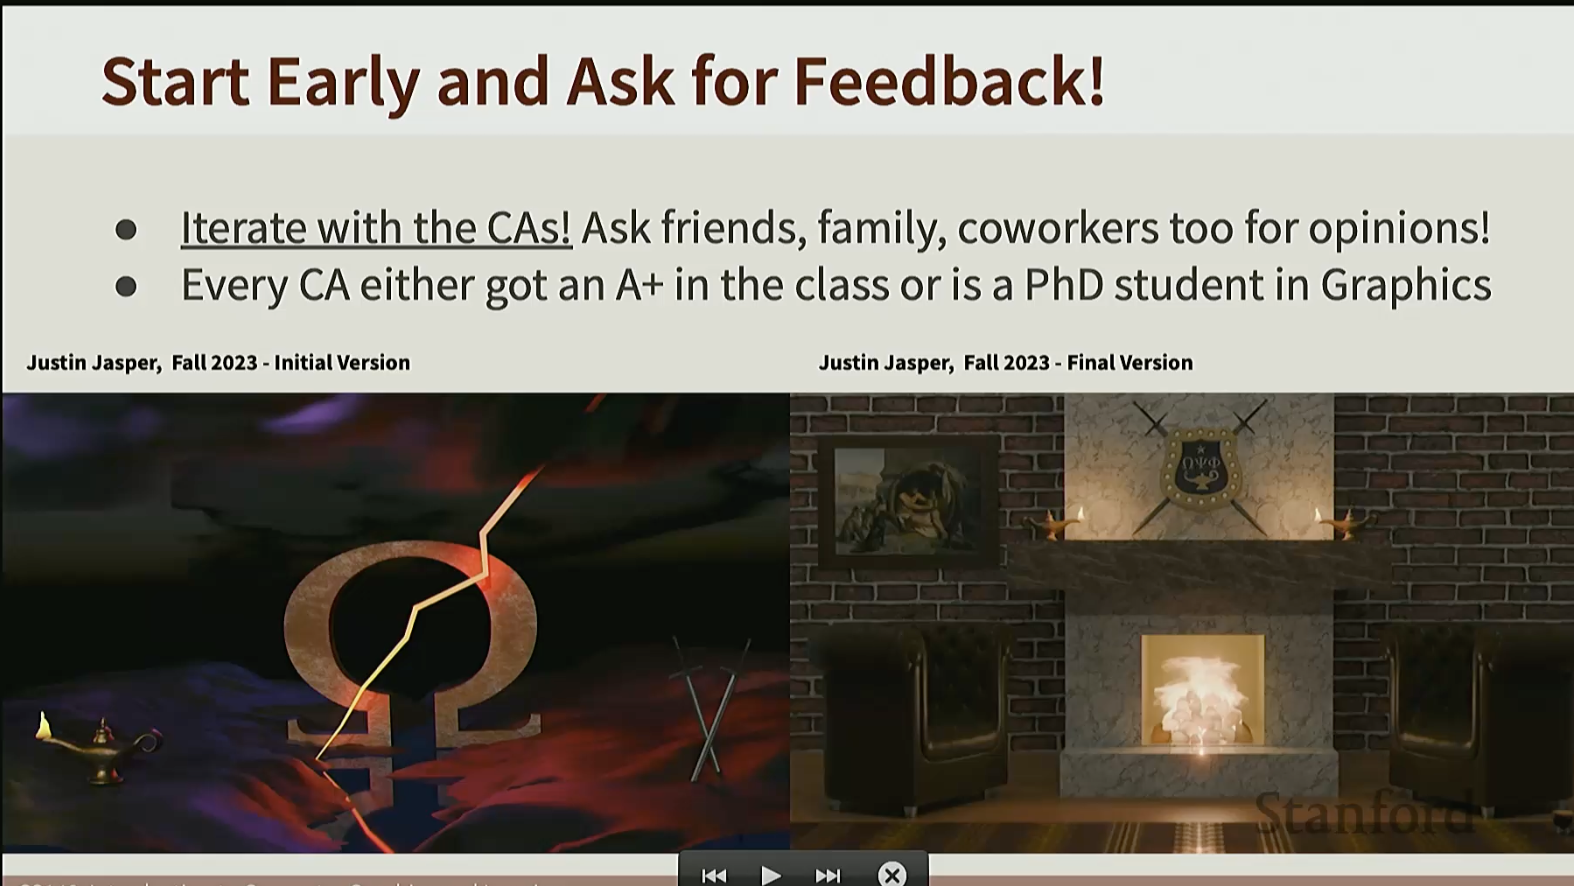 Start Early and Ask for Feedback!
● Iterate with the CAs! Ask friends, family, coworkers too for opinions!
● Every CA either got an A+ in the class or is a PhD student in Graphics
Justin Jasper, Fall 2023 - Initial Version
Justin Jasper, Fall 2023 - Final Version
Ω
ΩΨΦ
Stanford